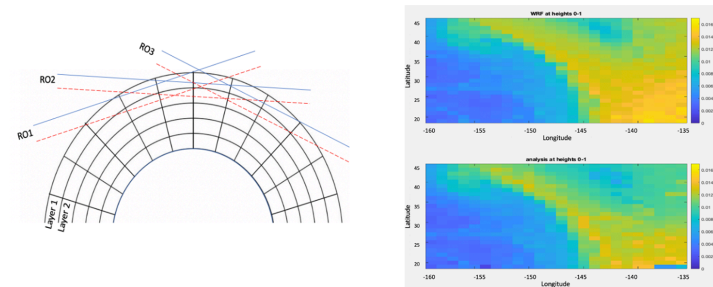 RO3
RO2
RO1
Layer 1
Layer 2
WRF at heights 0-1
45
40
35
30
25
20
Latitude
-160 -155 -150 -145 -140 -135
Longitude
0.016
0.014
0.012
0.01
0.008
0.006
0.004
0.002
0
analysis at heights 0-1
45
40
35
30
25
20
Latitude
-160 -155 -150 -145 -140 -135
Longitude
0.016
0.014
0.012
0.01
0.008
0.006
0.004
0.002
0